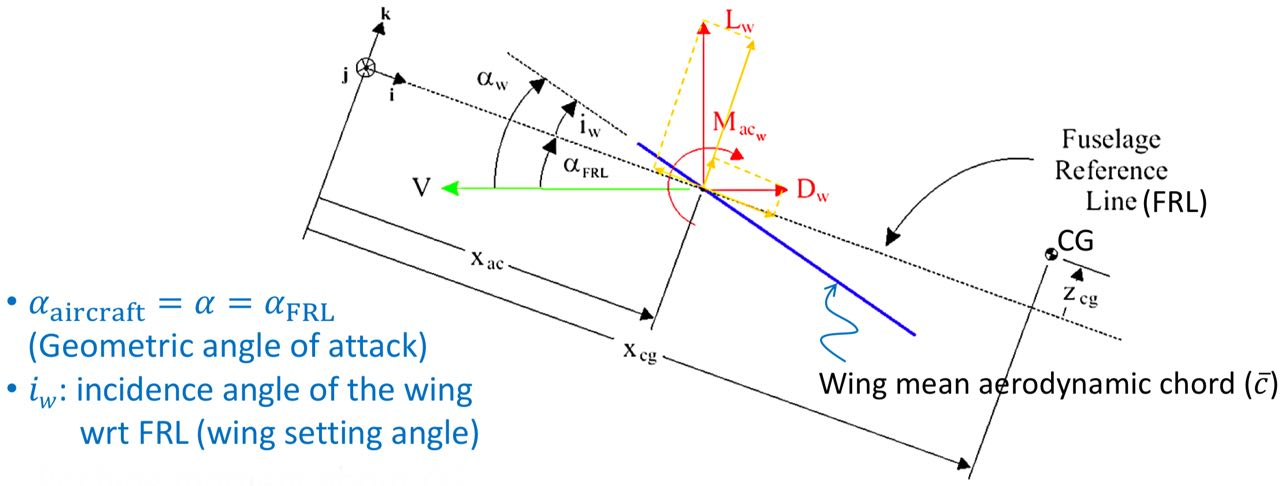 k
j
i
α_w
i_w
α_FRL
V
L_w
M_ac_w
D_w
Fuselage
Reference
Line (FRL)
CG
z_cg
x_ac
x_cg
Wing mean aerodynamic chord (c̄)
• α_aircraft = α = α_FRL
(Geometric angle of attack)
• i_w: incidence angle of the wing
wrt FRL (wing setting angle)